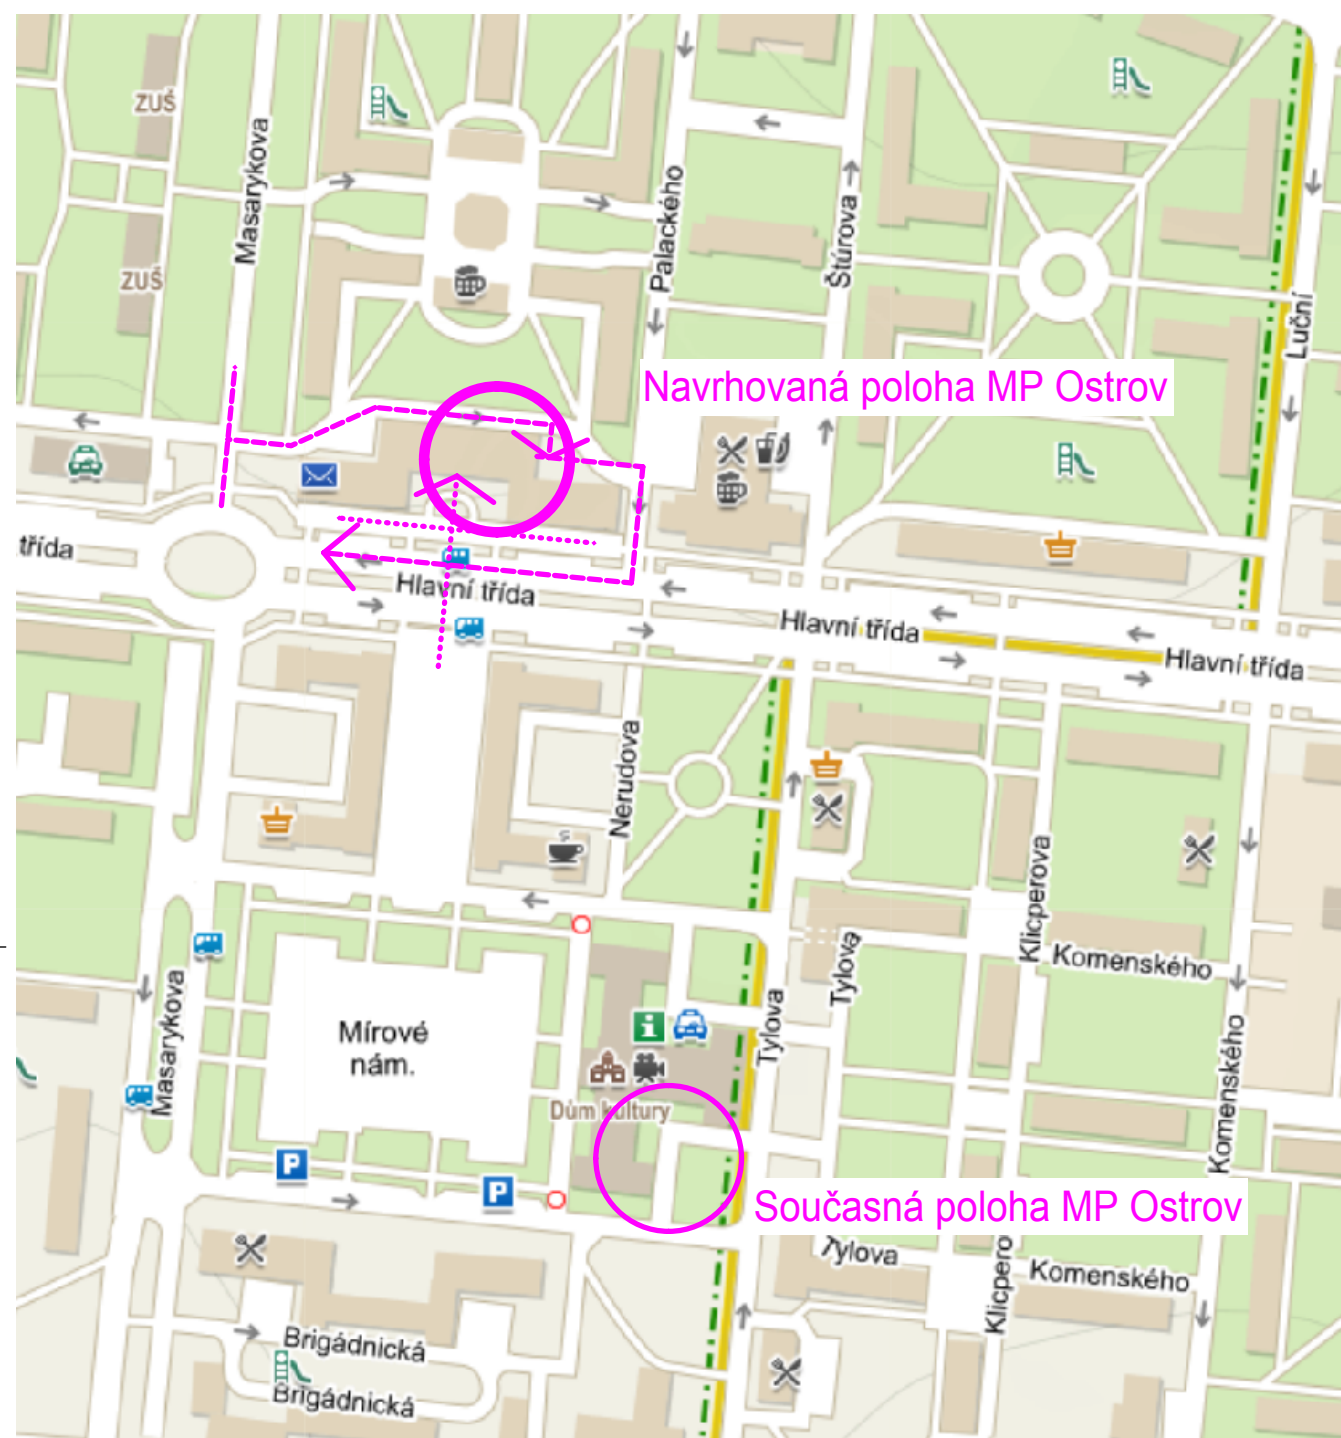 ZUŠ
Masarykova
Palackého
Štúrova
ZUŠ
Luční
Navrhovaná poloha MP Ostrov
třída
Hlavní třída
Hlavní třída
Hlavní třída
Nerudova
Klicperova
Tylova
Komenského
Masarykova
Tylova
Mírové
nám.
Komenského
Dům kultury
P
P
Současná poloha MP Ostrov
Tylova
Klicpero
Komenského
Brigádnická
Brigádnická